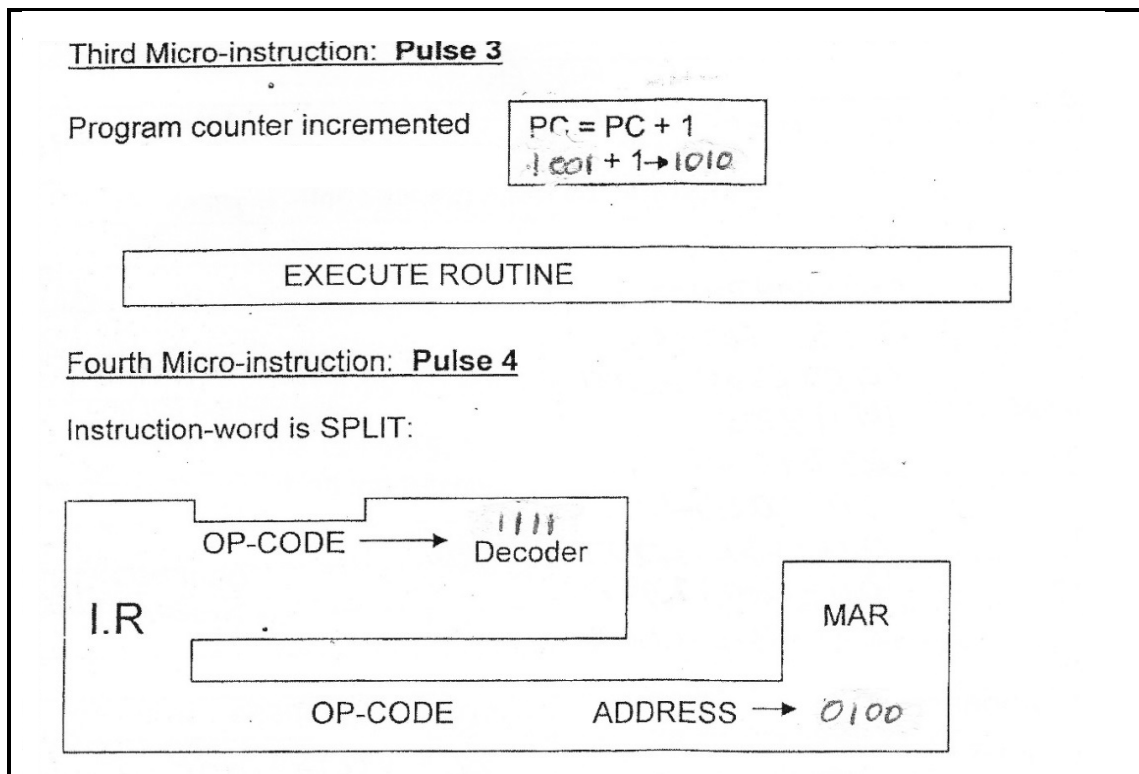 Third Micro-instruction: Pulse 3
Program counter incremented
PC = PC + 1
1001 + 1→1010
EXECUTE ROUTINE
Fourth Micro-instruction: Pulse 4
Instruction-word is SPLIT:
1111
OP-CODE → Decoder
I.R
MAR
OP-CODE ADDRESS → 0100